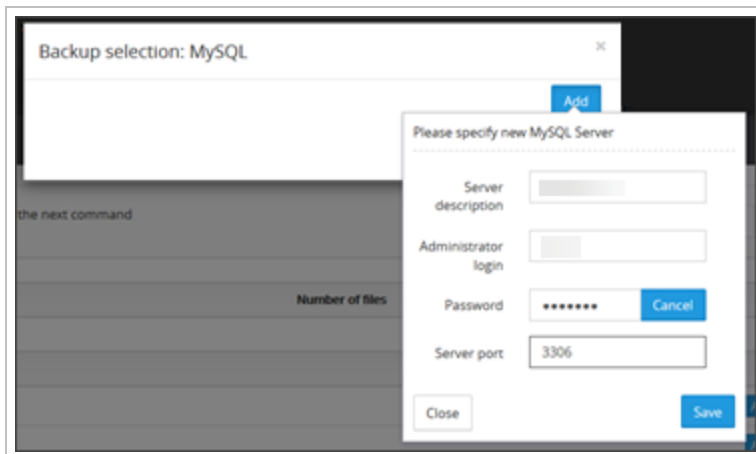 Backup selection: MySQL
×
Add
Please specify new MySQL Server
Server
description
Administrator
login
Password
•••••••
Cancel
Server port
3306
Close
Save
the next command
Number of files